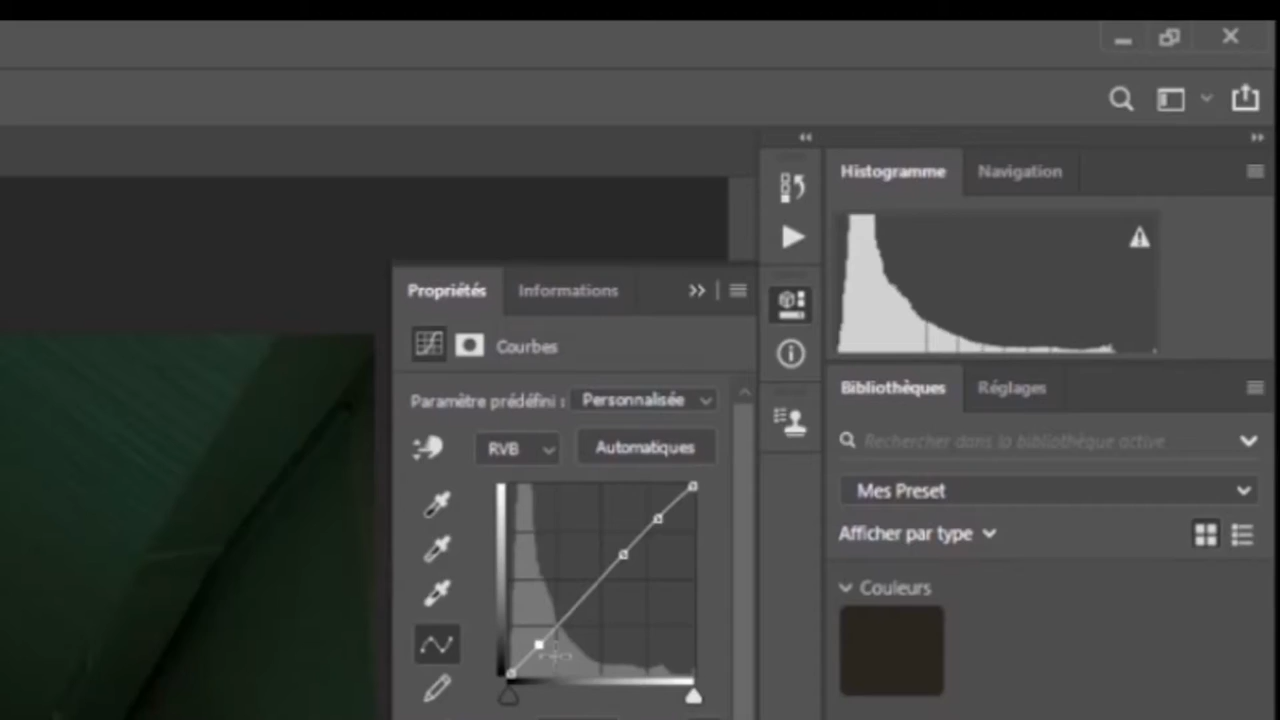 Histogramme Navigation
Propriétés Informations
Courbes
Paramètre prédéfini : Personnalisée
RVB Automatiques
Bibliothèques Réglages
Rechercher dans la bibliothèque active
Mes Preset
Afficher par type
Couleurs